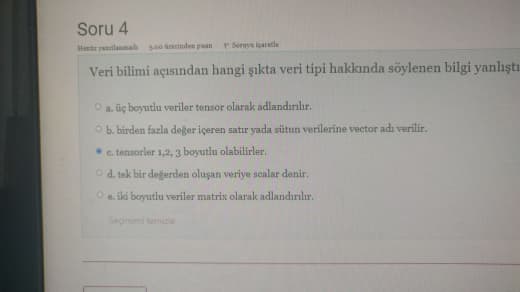 Soru 4
Henüz yanıtlanmadı 5,00 üzerinden puan Soruyu işaretle
Veri bilimi açısından hangi şıkta veri tipi hakkında söylenen bilgi yanlıştı
a. üç boyutlu veriler tensor olarak adlandırılır.
b. birden fazla değer içeren satır yada sütun verilerine vector adı verilir.
c. tensorler 1,2, 3 boyutlu olabilirler.
d. tek bir değerden oluşan veriye scalar denir.
e. iki boyutlu veriler matrix olarak adlandırılır.
Seçimimi temizle